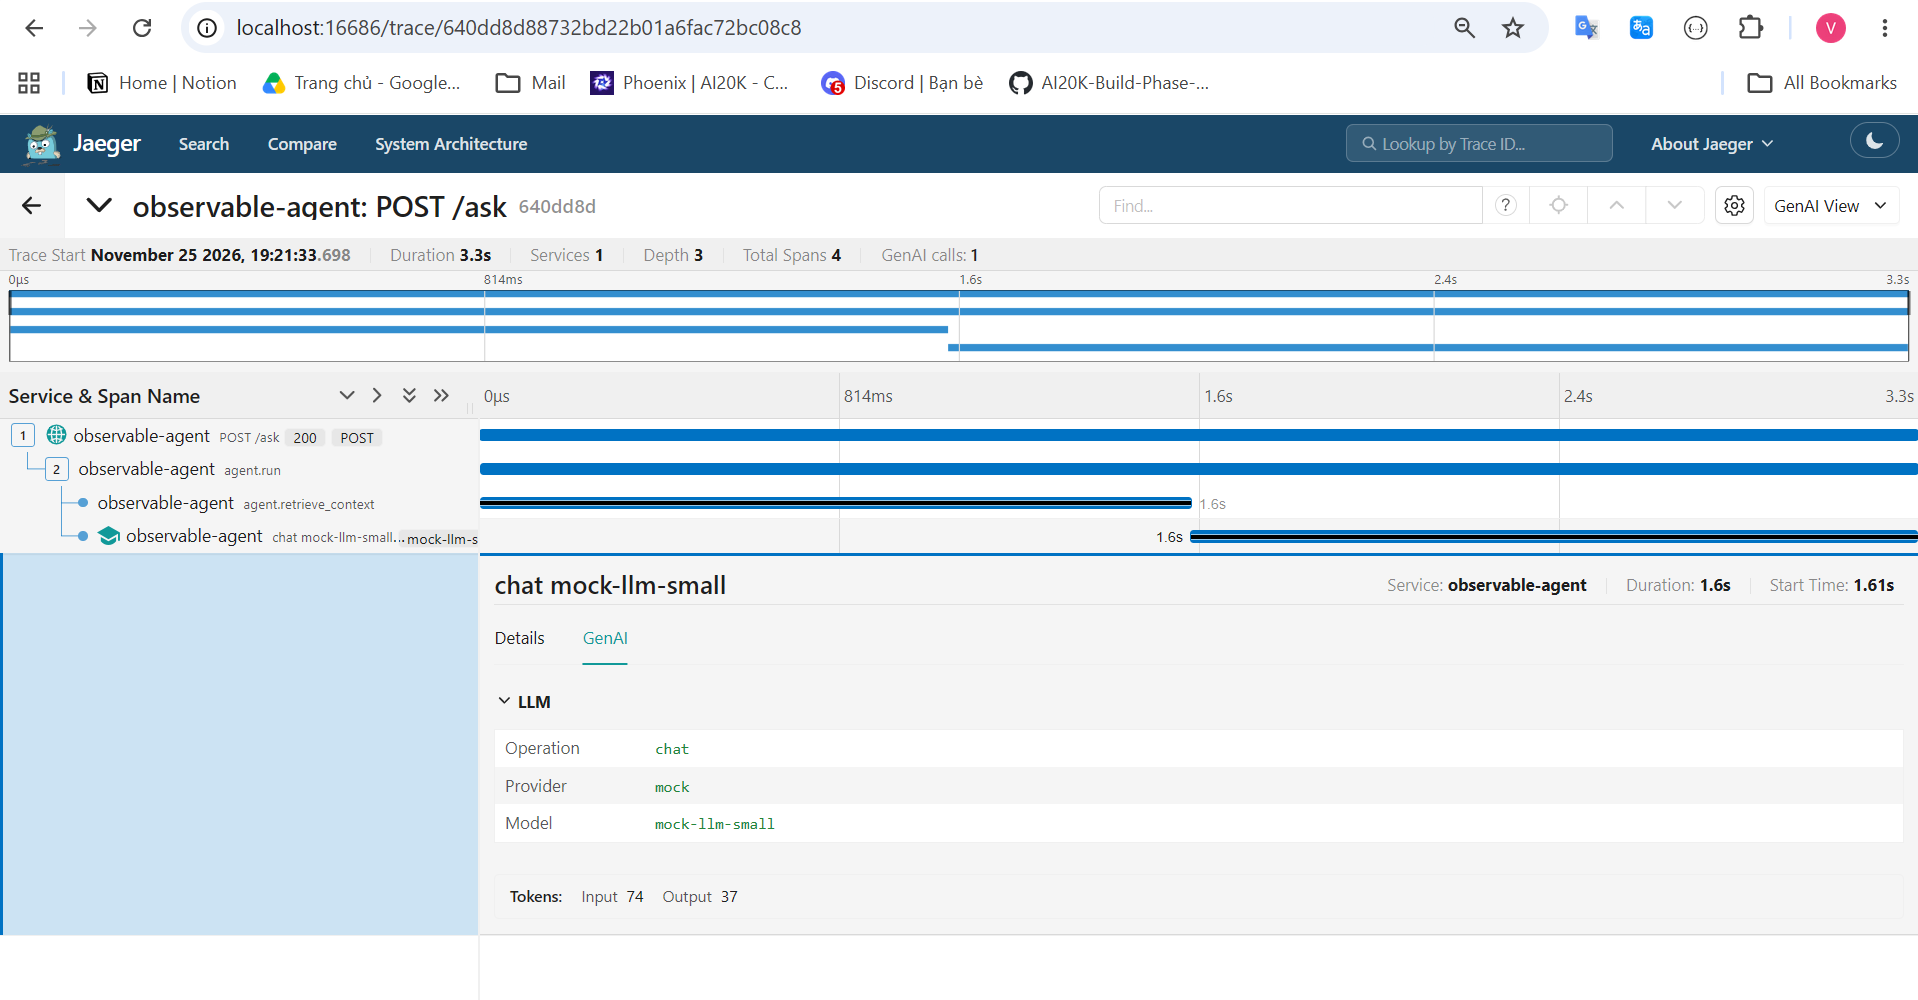 localhost:16686/trace/640dd8d88732bd22b01a6fac72bc08c8
V
Home | Notion
Trang chủ - Google...
Mail
Phoenix | AI20K - C...
5
Discord | Bạn bè
AI20K-Build-Phase-...
All Bookmarks
Jaeger
Search
Compare
System Architecture
Lookup by Trace ID...
About Jaeger
observable-agent: POST /ask 640dd8d
Find...
?
GenAI View
Trace Start November 25 2026, 19:21:33.698
Duration 3.3s
Services 1
Depth 3
Total Spans 4
GenAI calls: 1
0μs 814ms 1.6s 2.4s 3.3s
Service & Span Name
0μs 814ms 1.6s 2.4s 3.3s
1 observable-agent POST /ask 200 POST
2 observable-agent agent.run
observable-agent agent.retrieve_context
1.6s
observable-agent chat mock-llm-small... mock-llm-s
1.6s
chat mock-llm-small
Service: observable-agent
Duration: 1.6s
Start Time: 1.61s
Details
GenAI
LLM
Operation chat
Provider mock
Model mock-llm-small
Tokens: Input 74 Output 37